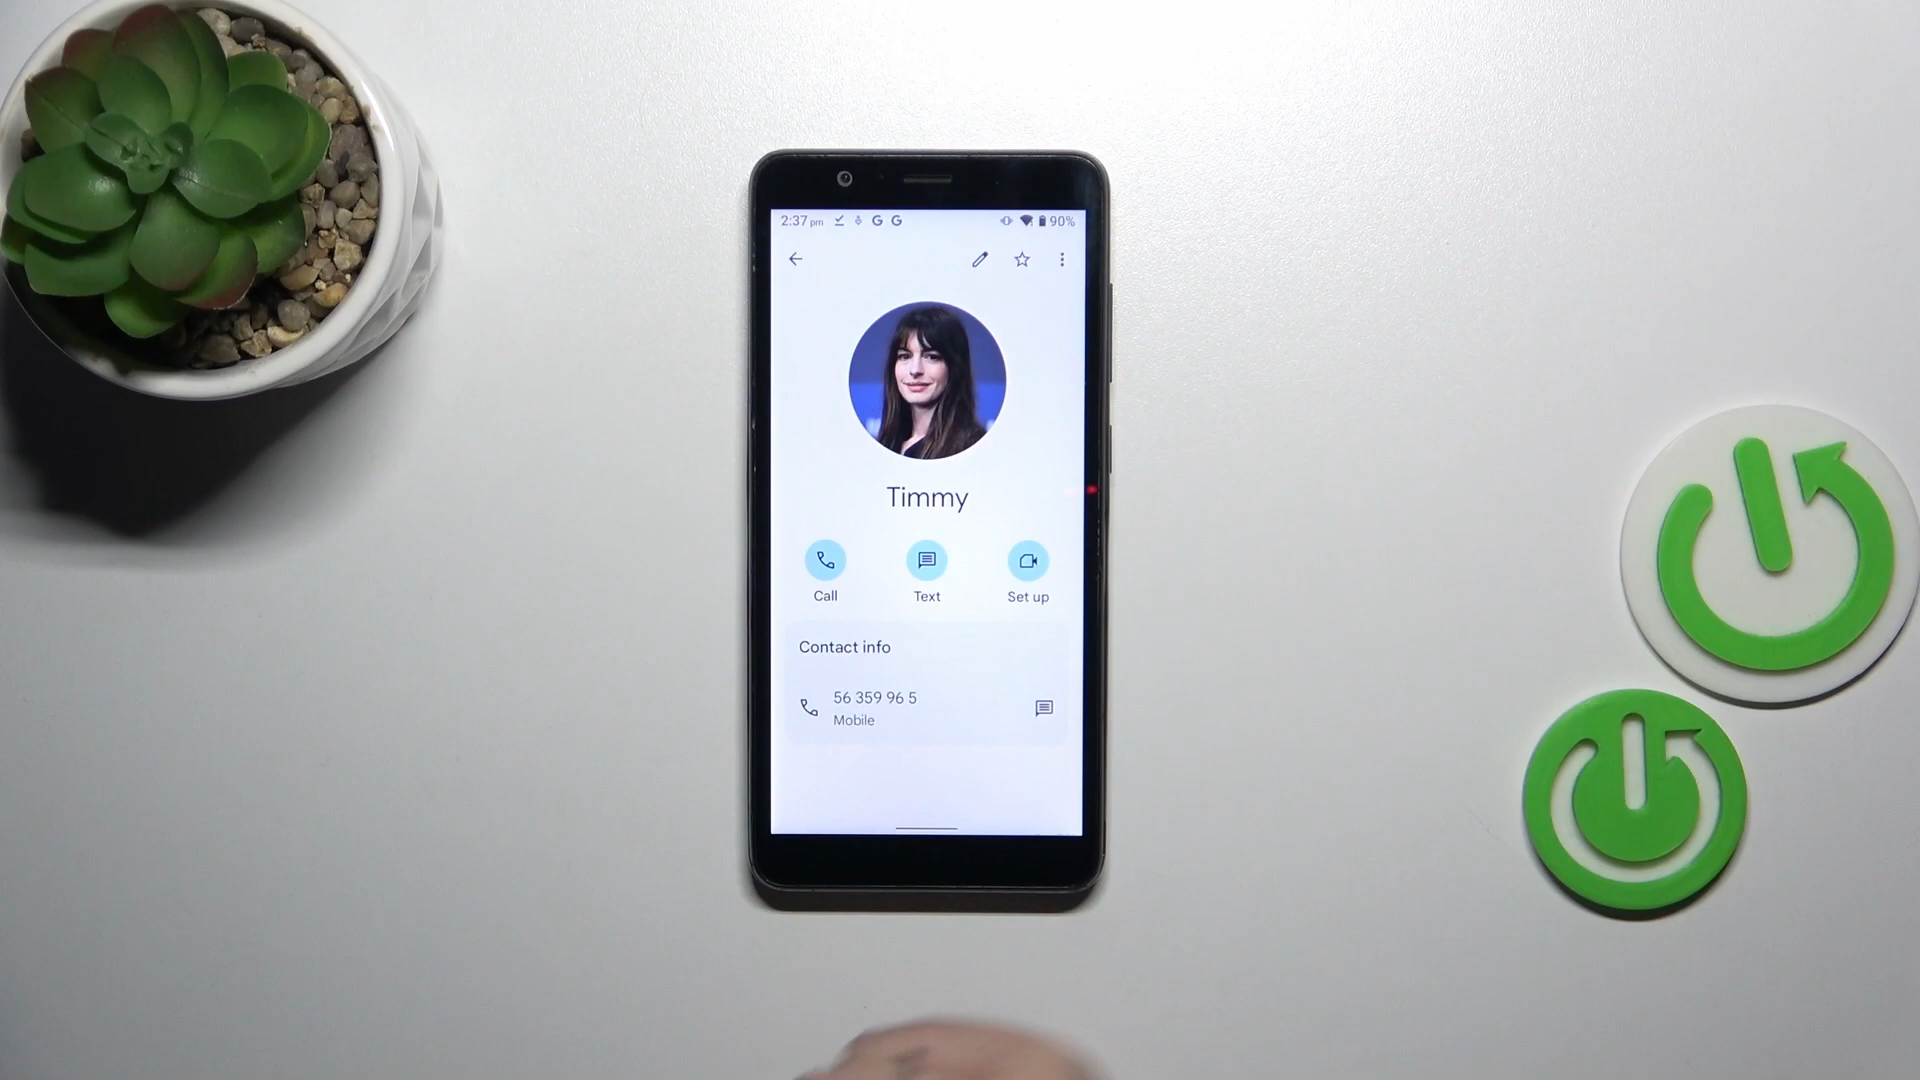 2:37 pm G G 90%
Timmy
Call Text Set up
Contact info
56 359 96 5
Mobile